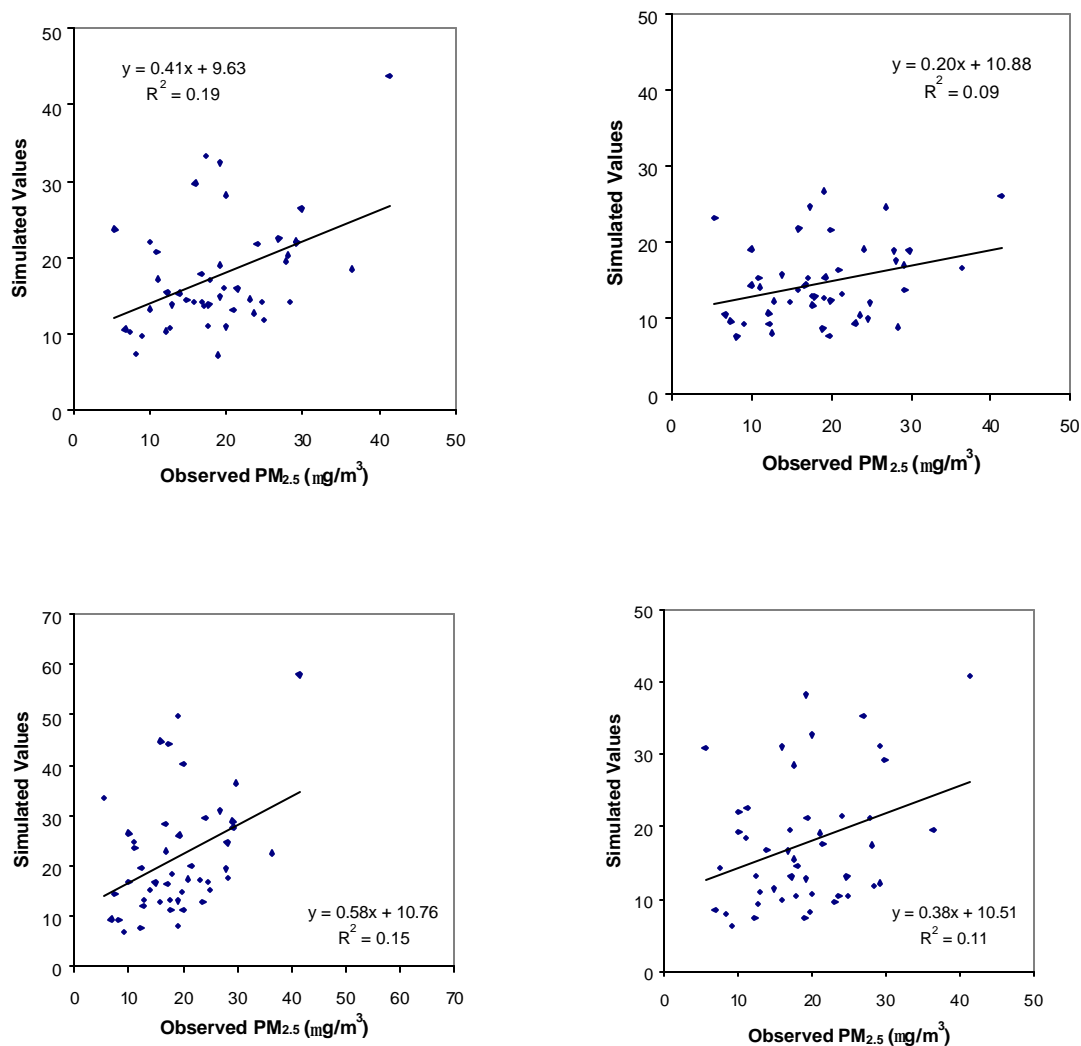 50
40
30
20
10
0
Simulated Values
y = 0.41x + 9.63
R² = 0.19
0 10 20 30 40 50
Observed PM₂.₅ (mg/m³)
50
40
30
20
10
0
Simulated Values
y = 0.20x + 10.88
R² = 0.09
0 10 20 30 40 50
Observed PM₂.₅ (mg/m³)
70
60
50
40
30
20
10
0
Simulated Values
y = 0.58x + 10.76
R² = 0.15
0 10 20 30 40 50 60 70
Observed PM₂.₅ (mg/m³)
50
40
30
20
10
0
Simulated Values
y = 0.38x + 10.51
R² = 0.11
0 10 20 30 40 50
Observed PM₂.₅ (mg/m³)